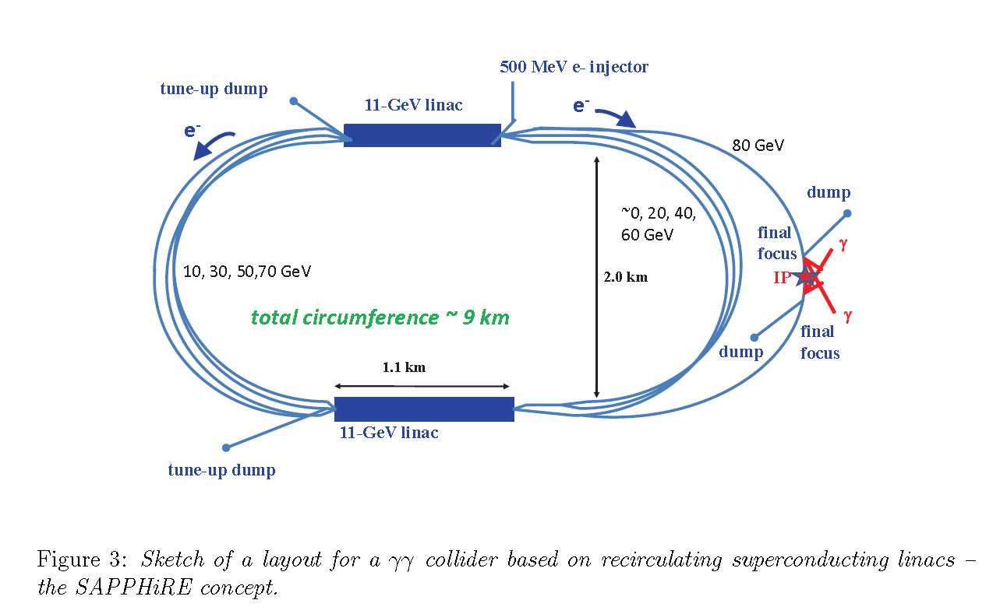 500 MeV e- injector
tune-up dump
11-GeV linac
e-
e-
80 GeV
dump
~0, 20, 40,
60 GeV
final
focus
γ
IP
10, 30, 50,70 GeV
2.0 km
total circumference ~ 9 km
γ
final
focus
dump
1.1 km
11-GeV linac
tune-up dump
Figure 3: Sketch of a layout for a γγ collider based on recirculating superconducting linacs –
the SAPPHiRE concept.